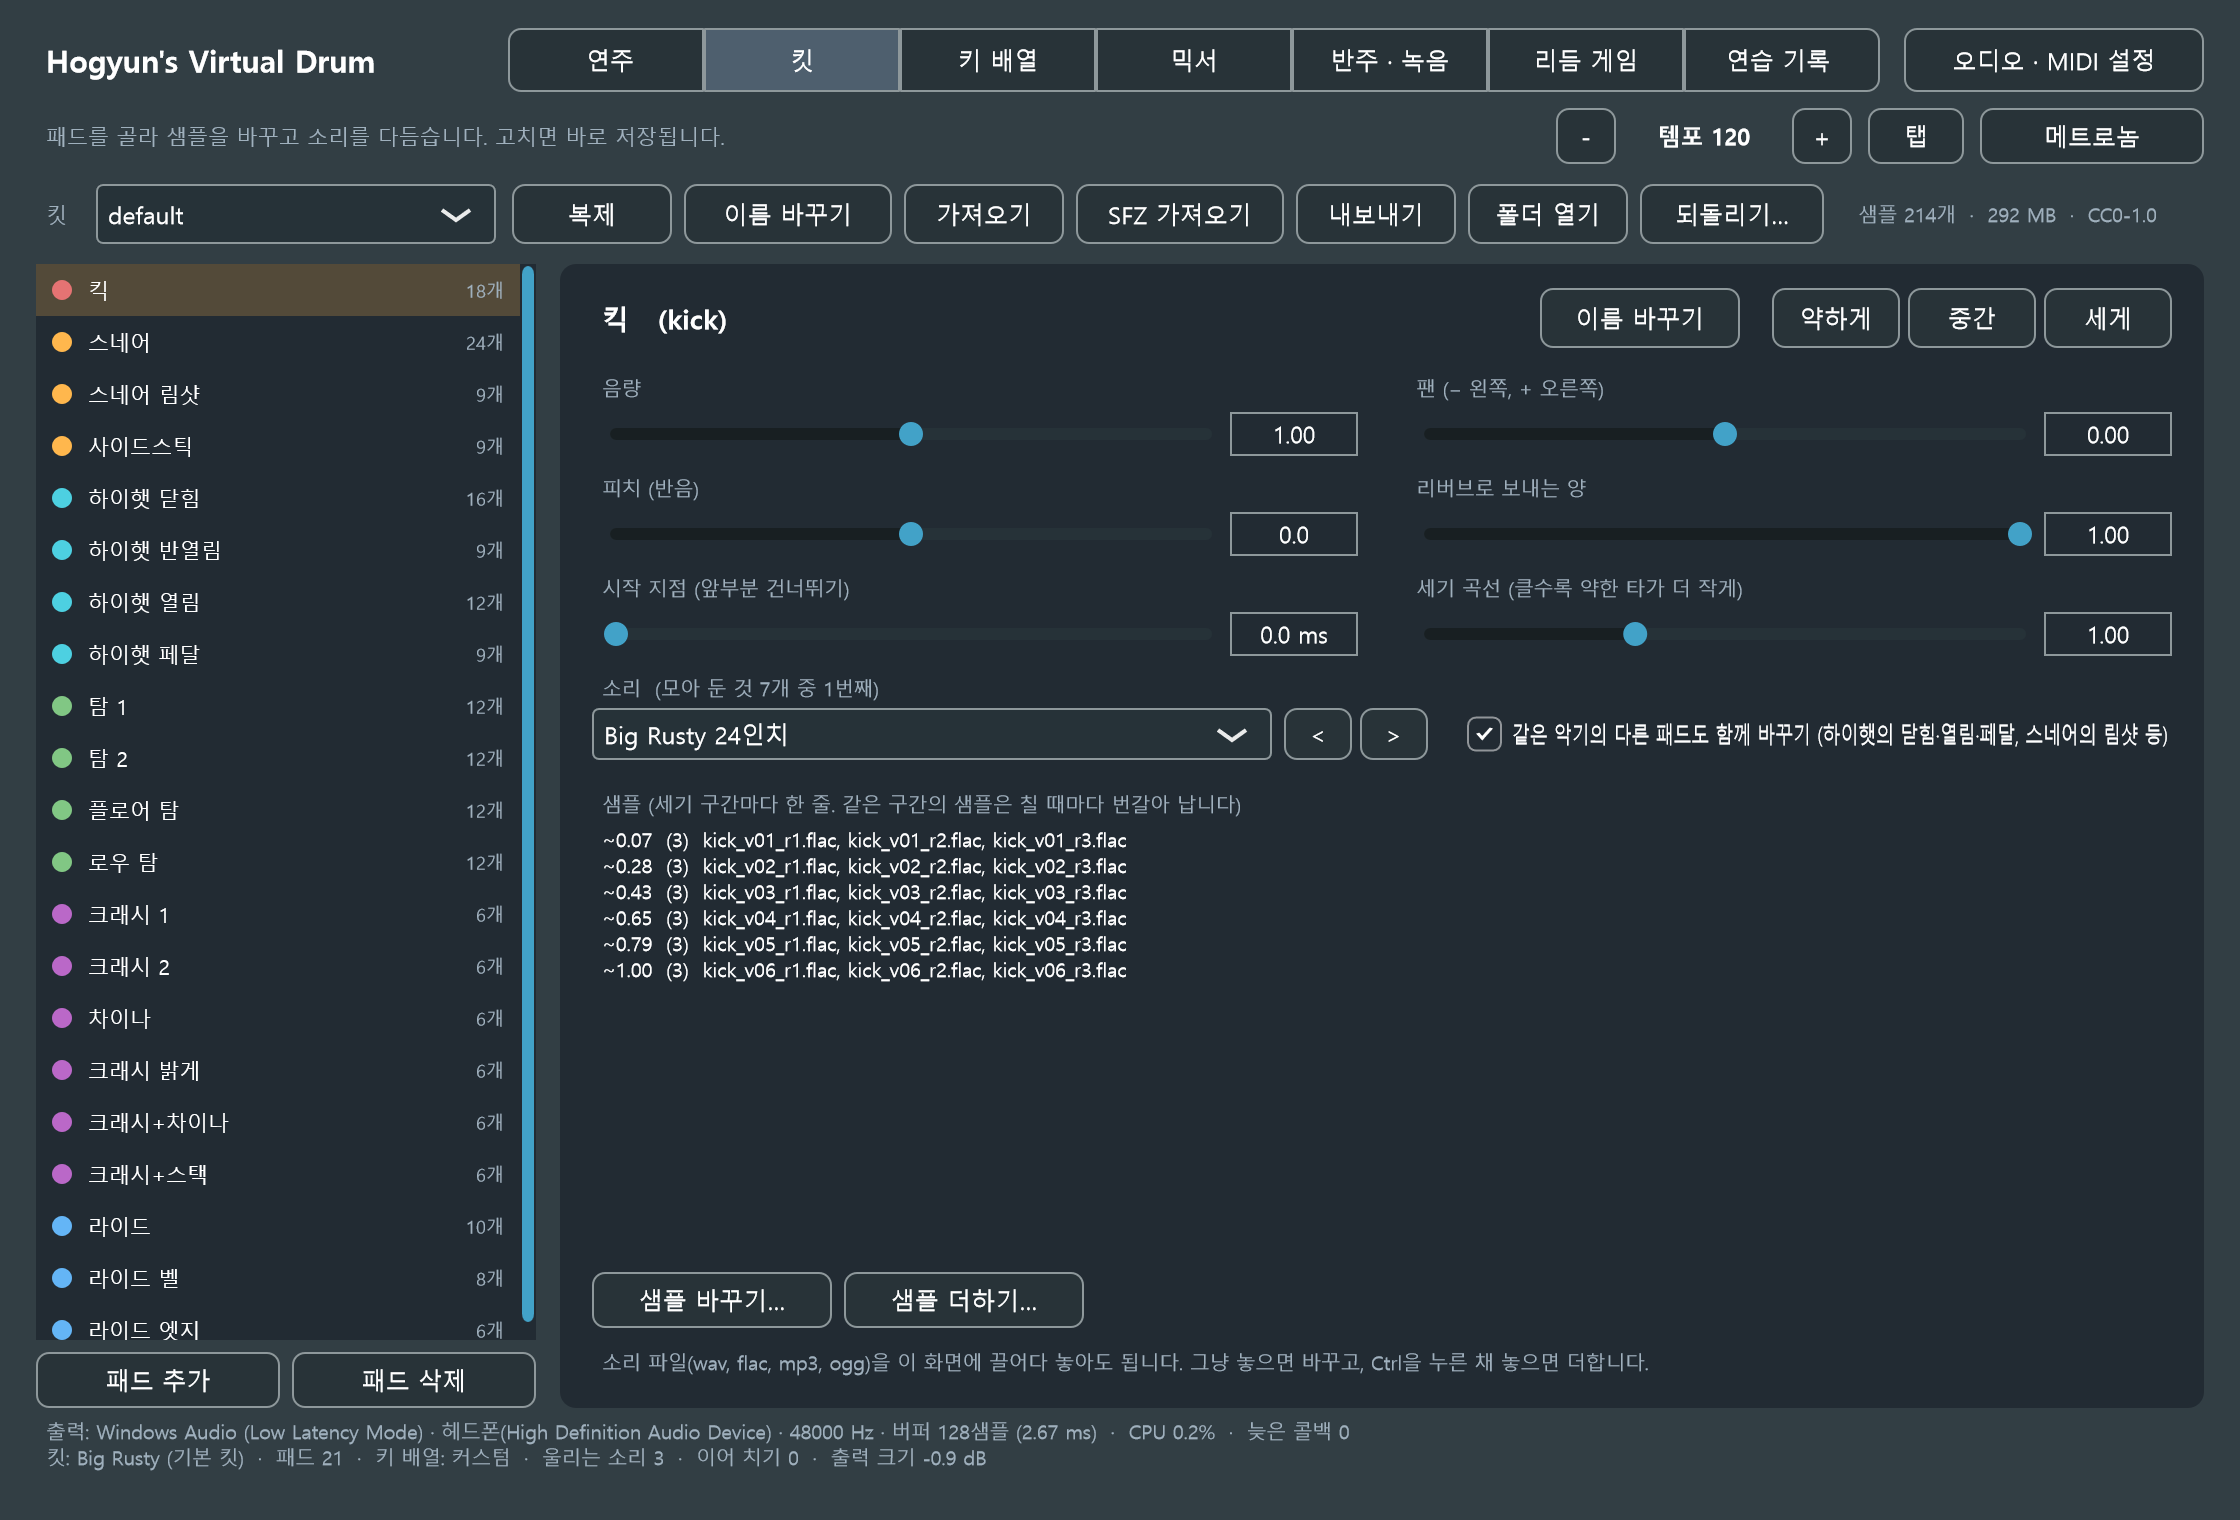 Hogyun's Virtual Drum
연주 킷 키 배열 믹서 반주 · 녹음 리듬 게임 연습 기록 오디오 · MIDI 설정
패드를 골라 샘플을 바꾸고 소리를 다듬습니다. 고치면 바로 저장됩니다.
- 템포 120 + 탭 메트로놈
킷 default 복제 이름 바꾸기 가져오기 SFZ 가져오기 내보내기 폴더 열기 되돌리기... 샘플 214개 · 292 MB · CC0-1.0
킥 18개
스네어 24개
스네어 림샷 9개
사이드스틱 9개
하이햇 닫힘 16개
하이햇 반열림 9개
하이햇 열림 12개
하이햇 페달 9개
탐 1 12개
탐 2 12개
플로어 탐 12개
로우 탐 12개
크래시 1 6개
크래시 2 6개
차이나 6개
크래시 밝게 6개
크래시+차이나 6개
크래시+스택 6개
라이드 10개
라이드 벨 8개
라이드 엣지 6개
패드 추가 패드 삭제
킥 (kick) 이름 바꾸기 약하게 중간 세게
음량 팬 (– 왼쪽, + 오른쪽)
1.00 0.00
피치 (반음) 리버브로 보내는 양
0.0 1.00
시작 지점 (앞부분 건너뛰기) 세기 곡선 (클수록 약한 타가 더 작게)
0.0 ms 1.00
소리 (모아 둔 것 7개 중 1번째)
Big Rusty 24인치 < > 같은 악기의 다른 패드도 함께 바꾸기 (하이햇의 닫힘·열림·페달, 스네어의 림샷 등)
샘플 (세기 구간마다 한 줄. 같은 구간의 샘플은 칠 때마다 번갈아 납니다)
~0.07 (3) kick_v01_r1.flac, kick_v01_r2.flac, kick_v01_r3.flac
~0.28 (3) kick_v02_r1.flac, kick_v02_r2.flac, kick_v02_r3.flac
~0.43 (3) kick_v03_r1.flac, kick_v03_r2.flac, kick_v03_r3.flac
~0.65 (3) kick_v04_r1.flac, kick_v04_r2.flac, kick_v04_r3.flac
~0.79 (3) kick_v05_r1.flac, kick_v05_r2.flac, kick_v05_r3.flac
~1.00 (3) kick_v06_r1.flac, kick_v06_r2.flac, kick_v06_r3.flac
샘플 바꾸기... 샘플 더하기...
소리 파일(wav, flac, mp3, ogg)을 이 화면에 끌어다 놓아도 됩니다. 그냥 놓으면 바꾸고, Ctrl을 누른 채 놓으면 더합니다.
출력: Windows Audio (Low Latency Mode) · 헤드폰(High Definition Audio Device) · 48000 Hz · 버퍼 128샘플 (2.67 ms) · CPU 0.2% · 늦은 콜백 0
킷: Big Rusty (기본 킷) · 패드 21 · 키 배열: 커스텀 · 울리는 소리 3 · 이어 치기 0 · 출력 크기 -0.9 dB